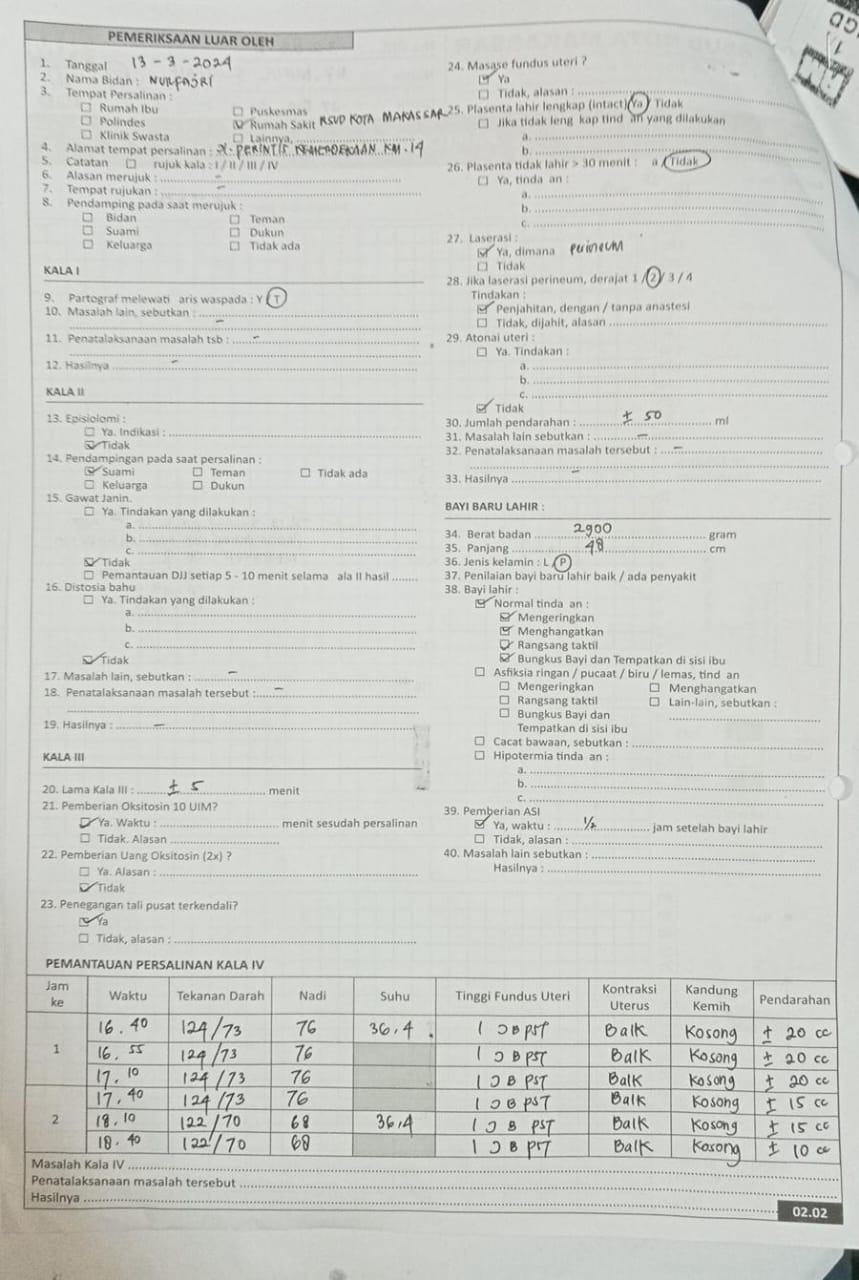 PEMERIKSAAN LUAR OLEH
1. Tanggal 13 - 3 - 2024
2. Nama Bidan : NURFAJRI
3. Tempat Persalinan :
☐ Rumah Ibu ☐ Puskesmas
☐ Polindes ☑ Rumah Sakit RSUD KOTA MAKASSAR
☐ Klinik Swasta ☐ Lainnya,
4. Alamat tempat persalinan : Jl. PERINTIS KEMERDEKAAN KM. 14
5. Catatan ☐ rujuk kala : I / II / III / IV
6. Alasan merujuk : -
7. Tempat rujukan : -
8. Pendamping pada saat merujuk :
☐ Bidan ☐ Teman
☐ Suami ☐ Dukun
☐ Keluarga ☐ Tidak ada
KALA I
9. Partograf melewati aris waspada : Y / T
10. Masalah lain, sebutkan : -
11. Penatalaksanaan masalah tsb : -
12. Hasilnya -
KALA II
13. Episiolomi :
☐ Ya. Indikasi :
☑ Tidak
14. Pendampingan pada saat persalinan :
☑ Suami ☐ Teman ☐ Tidak ada
☐ Keluarga ☐ Dukun
15. Gawat Janin.
☐ Ya. Tindakan yang dilakukan :
a.
b.
c.
☑ Tidak
☐ Pemantauan DJJ setiap 5 - 10 menit selama ala II hasil
16. Distosia bahu
☐ Ya. Tindakan yang dilakukan :
a.
b.
c.
☑ Tidak
17. Masalah lain, sebutkan : -
18. Penatalaksanaan masalah tersebut : -
19. Hasilnya : -
KALA III
20. Lama Kala III : ± 5 menit
21. Pemberian Oksitosin 10 UIM?
☑ Ya. Waktu : menit sesudah persalinan
☐ Tidak. Alasan
22. Pemberian Uang Oksitosin (2x) ?
☐ Ya. Alasan :
☑ Tidak
23. Penegangan tali pusat terkendali?
☑ Ya
☐ Tidak, alasan :
24. Masase fundus uteri ?
☑ Ya
☐ Tidak, alasan :
25. Plasenta lahir lengkap (intact) Ya / Tidak
☐ Jika tidak leng kap tind an yang dilakukan
a.
b.
26. Plasenta tidak lahir > 30 menit : a / Tidak
☐ Ya, tinda an :
a.
b.
c.
27. Laserasi :
☑ Ya, dimana perineum
☐ Tidak
28. Jika laserasi perineum, derajat 1 / 2 / 3 / 4
Tindakan :
☑ Penjahitan, dengan / tanpa anastesi
☐ Tidak, dijahit, alasan
29. Atonai uteri :
☐ Ya. Tindakan :
a.
b.
c.
☑ Tidak
30. Jumlah pendarahan : ± 50 ml
31. Masalah lain sebutkan : -
32. Penatalaksanaan masalah tersebut : -
33. Hasilnya -
BAYI BARU LAHIR :
34. Berat badan 2900 gram
35. Panjang 48 cm
36. Jenis kelamin : L / P
37. Penilaian bayi baru lahir baik / ada penyakit
38. Bayi lahir :
☑ Normal tinda an :
☑ Mengeringkan
☑ Menghangatkan
☑ Rangsang taktil
☑ Bungkus Bayi dan Tempatkan di sisi ibu
☐ Asfiksia ringan / pucaat / biru / lemas, tind an
☐ Mengeringkan ☐ Menghangatkan
☐ Rangsang taktil ☐ Lain-lain, sebutkan :
☐ Bungkus Bayi dan
Tempatkan di sisi ibu
☐ Cacat bawaan, sebutkan :
☐ Hipotermia tinda an :
a.
b.
c.
39. Pemberian ASI
☑ Ya, waktu : 1/2 jam setelah bayi lahir
☐ Tidak, alasan :
40. Masalah lain sebutkan :
Hasilnya :
PEMANTAUAN PERSALINAN KALA IV
Jam ke Waktu Tekanan Darah Nadi Suhu Tinggi Fundus Uteri Kontraksi Uterus Kandung Kemih Pendarahan
1 16.40 124/73 76 36,4 1 J B PST Baik Kosong ± 20 cc
16.55 124/73 76 1 J B PST Baik Kosong ± 20 cc
17.10 124/73 76 1 J B PST Baik Kosong ± 20 cc
17.40 124/73 76 1 J B PST Baik Kosong ± 15 cc
2 18.10 122/70 68 36,4 1 J B PST Baik Kosong ± 15 cc
18.40 122/70 68 1 J B PST Baik Kosong ± 10 cc
Masalah Kala IV
Penatalaksanaan masalah tersebut
Hasilnya
02.02